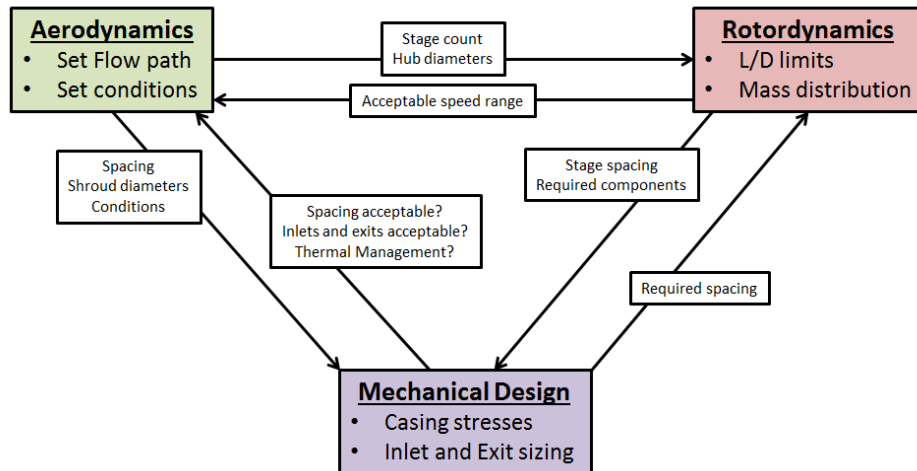 Aerodynamics
• Set Flow path
• Set conditions
Stage count
Hub diameters
Acceptable speed range
Rotordynamics
• L/D limits
• Mass distribution
Spacing
Shroud diameters
Conditions
Spacing acceptable?
Inlets and exits acceptable?
Thermal Management?
Stage spacing
Required components
Required spacing
Mechanical Design
• Casing stresses
• Inlet and Exit sizing